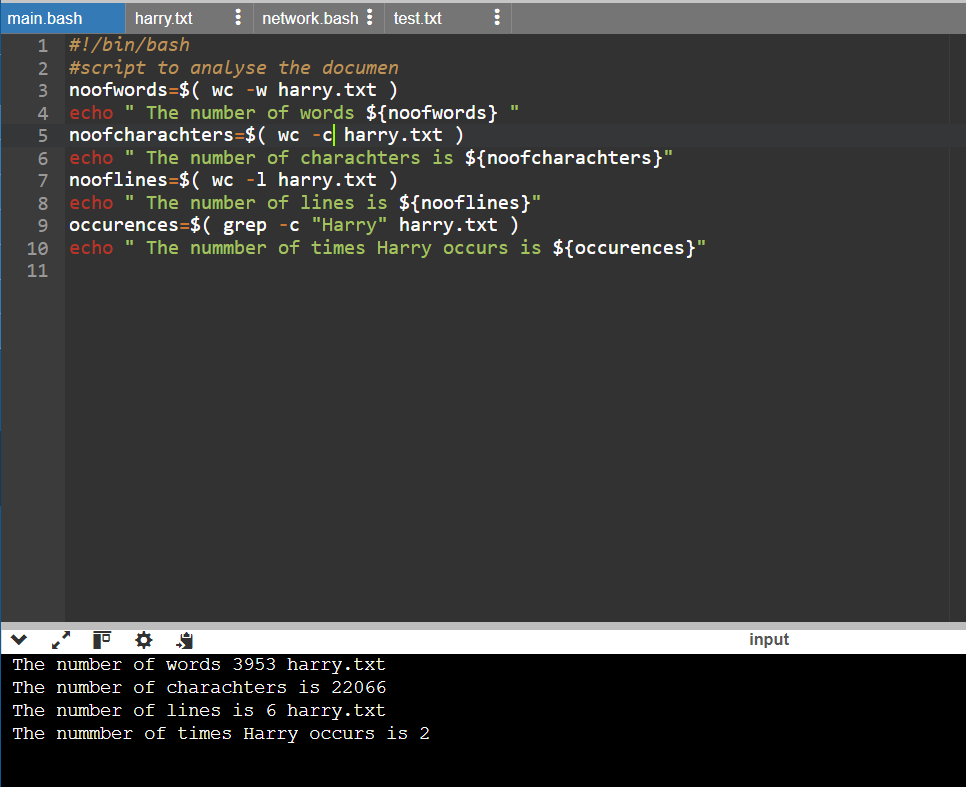 main.bash harry.txt network.bash test.txt
1 #!/bin/bash
2 #script to analyse the documen
3 noofwords=$( wc -w harry.txt )
4 echo " The number of words ${noofwords} "
5 noofcharachters=$( wc -c harry.txt )
6 echo " The number of charachters is ${noofcharachters}"
7 nooflines=$( wc -l harry.txt )
8 echo " The number of lines is ${nooflines}"
9 occurences=$( grep -c "Harry" harry.txt )
10 echo " The nummber of times Harry occurs is ${occurences}"
11
input
The number of words 3953 harry.txt
The number of charachters is 22066
The number of lines is 6 harry.txt
The nummber of times Harry occurs is 2